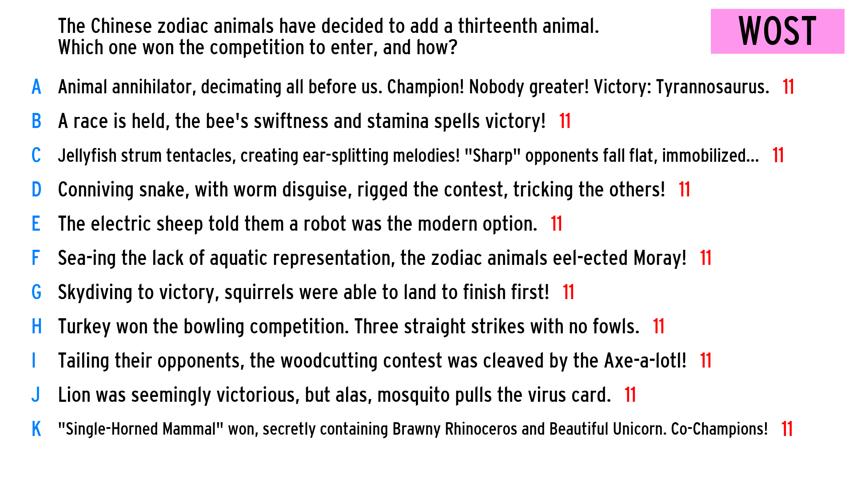 The Chinese zodiac animals have decided to add a thirteenth animal.
Which one won the competition to enter, and how?
WOST
A Animal annihilator, decimating all before us. Champion! Nobody greater! Victory: Tyrannosaurus. 11
B A race is held, the bee's swiftness and stamina spells victory! 11
C Jellyfish strum tentacles, creating ear-splitting melodies! "Sharp" opponents fall flat, immobilized... 11
D Conniving snake, with worm disguise, rigged the contest, tricking the others! 11
E The electric sheep told them a robot was the modern option. 11
F Sea-ing the lack of aquatic representation, the zodiac animals eel-ected Moray! 11
G Skydiving to victory, squirrels were able to land to finish first! 11
H Turkey won the bowling competition. Three straight strikes with no fowls. 11
I Tailing their opponents, the woodcutting contest was cleaved by the Axe-a-lotl! 11
J Lion was seemingly victorious, but alas, mosquito pulls the virus card. 11
K "Single-Horned Mammal" won, secretly containing Brawny Rhinoceros and Beautiful Unicorn. Co-Champions! 11